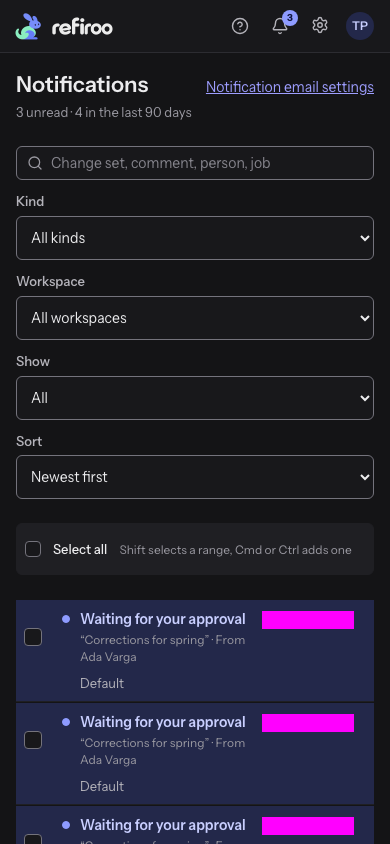 refiroo
3
TP
Notifications
Notification email settings
3 unread · 4 in the last 90 days
Change set, comment, person, job
Kind
All kinds
Workspace
All workspaces
Show
All
Sort
Newest first
Select all Shift selects a range, Cmd or Ctrl adds one
Waiting for your approval
“Corrections for spring” · From
Ada Varga
Default
Waiting for your approval
“Corrections for spring” · From
Ada Varga
Default
Waiting for your approval